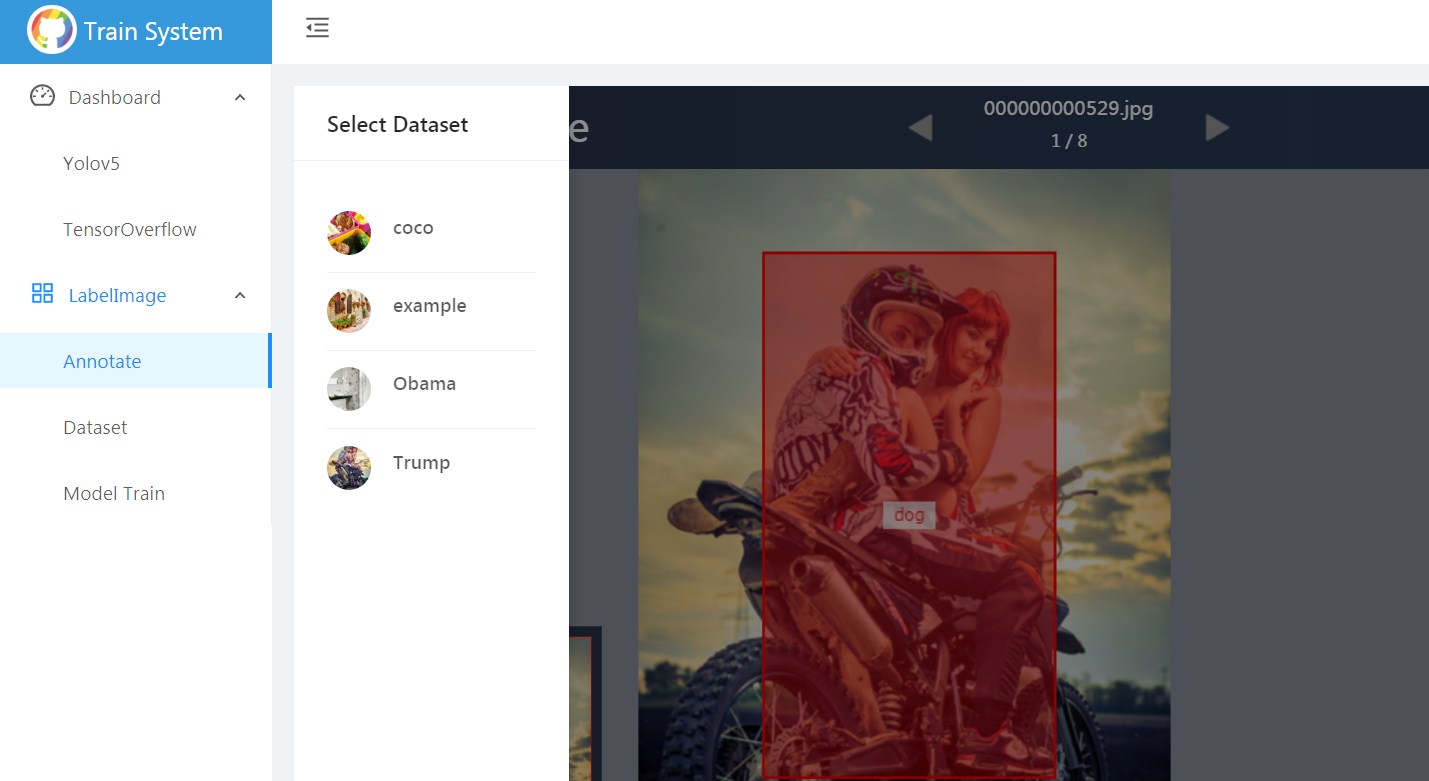 Train System
Dashboard
Yolov5
TensorOverflow
LabelImage
Annotate
Dataset
Model Train
Select Dataset
coco
example
Obama
Trump
e
000000000529.jpg
1 / 8
dog